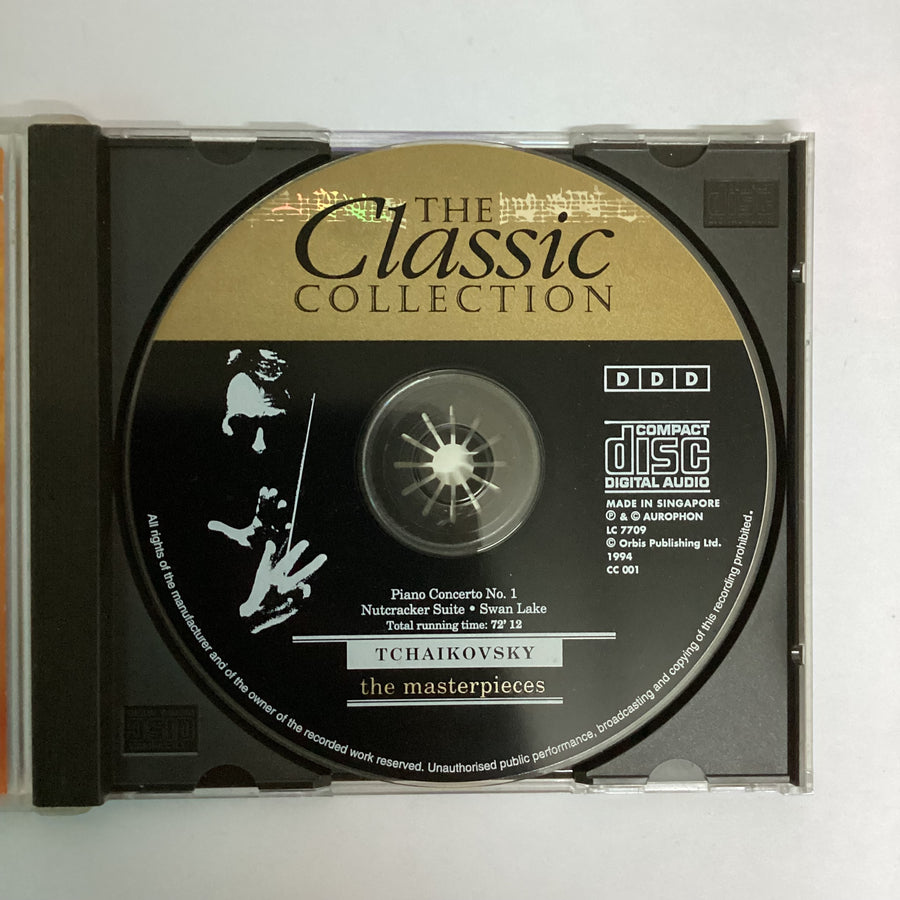 THE
Classic
COLLECTION
D D D
COMPACT
disc
DIGITAL AUDIO
MADE IN SINGAPORE
℗ & © AUROPHON
LC 7709
© Orbis Publishing Ltd.
1994
CC 001
Piano Concerto No. 1
Nutcracker Suite • Swan Lake
Total running time: 72' 12
TCHAIKOVSKY
the masterpieces
All rights of the manufacturer and of the owner of the recorded work reserved. Unauthorised public performance, broadcasting and copying of this recording prohibited.